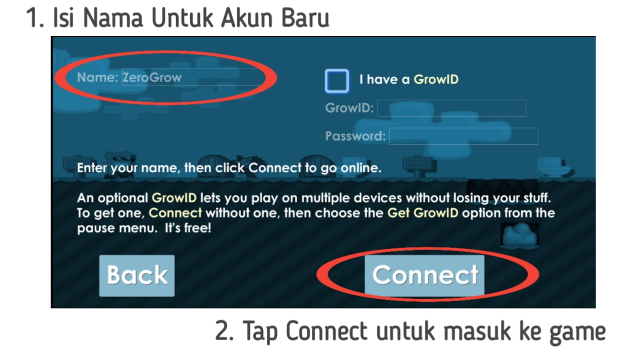 1. Isi Nama Untuk Akun Baru
Name: ZeroGrow
I have a GrowID
GrowID:
Password:
Enter your name, then click Connect to go online.
An optional GrowID lets you play on multiple devices without losing your stuff.
To get one, Connect without one, then choose the Get GrowID option from the
pause menu. It's free!
Back
Connect
2. Tap Connect untuk masuk ke game